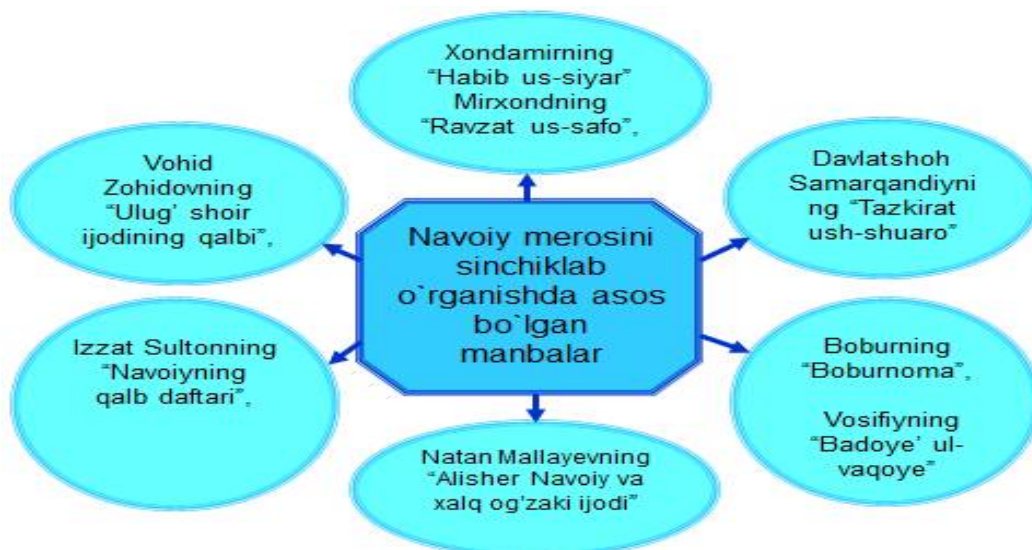 Xondamirning
“Habib us-siyar”
Mirxondning
“Ravzat us-safo”,
Vohid
Zohidovning
“Ulug’ shoir
ijodining qalbi”,
Davlatshoh
Samarqandiyni
ng “Tazkirat
ush-shuaro”
Navoiy merosini
sinchiklab
o`rganishda asos
bo`lgan
manbalar
Izzat Sultonning
“Navoiyning
qalb daftari”,
Boburning
“Boburnoma”,
Vosifiyning
“Badoye’ ul-
vaqoye”
Natan Mallayevning
“Alisher Navoiy va
xalq og’zaki ijodi”